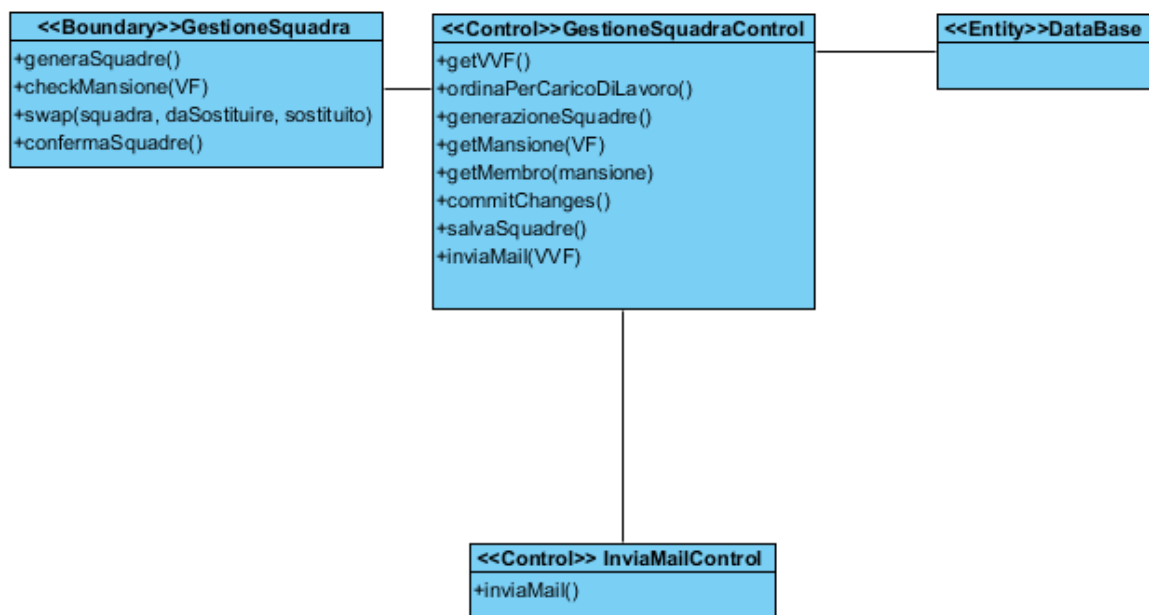 <<Boundary>>GestioneSquadra
+generaSquadre()
+checkMansione(VF)
+swap(squadra, daSostituire, sostituito)
+confermaSquadre()
<<Control>>GestioneSquadraControl
+getVVF()
+ordinaPerCaricoDiLavoro()
+generazioneSquadre()
+getMansione(VF)
+getMembro(mansione)
+commitChanges()
+salvaSquadre()
+inviaMail(VVF)
<<Entity>>DataBase
<<Control>> InviaMailControl
+inviaMail()